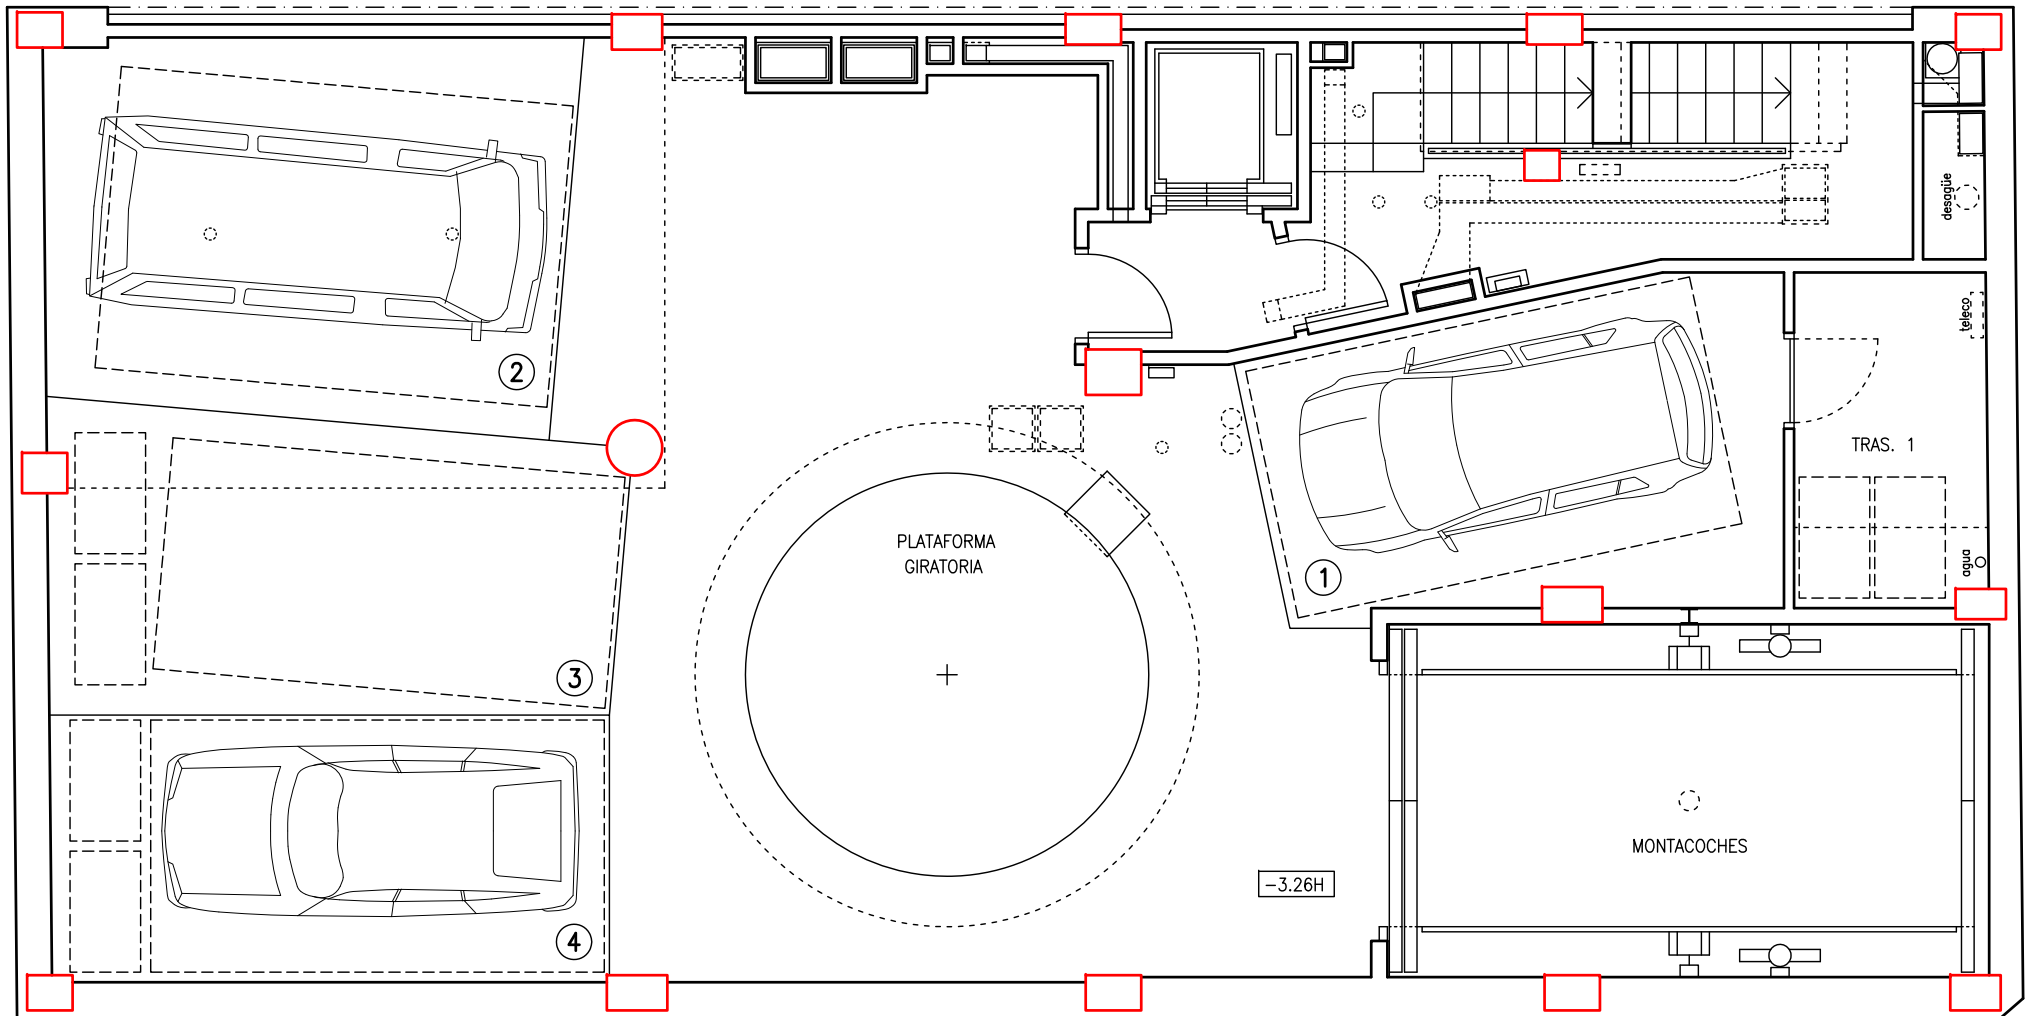 desagüe
teleco
2
TRAS. 1
PLATAFORMA
GIRATORIA
agua
1
3
MONTACOCHES
-3.26H
4